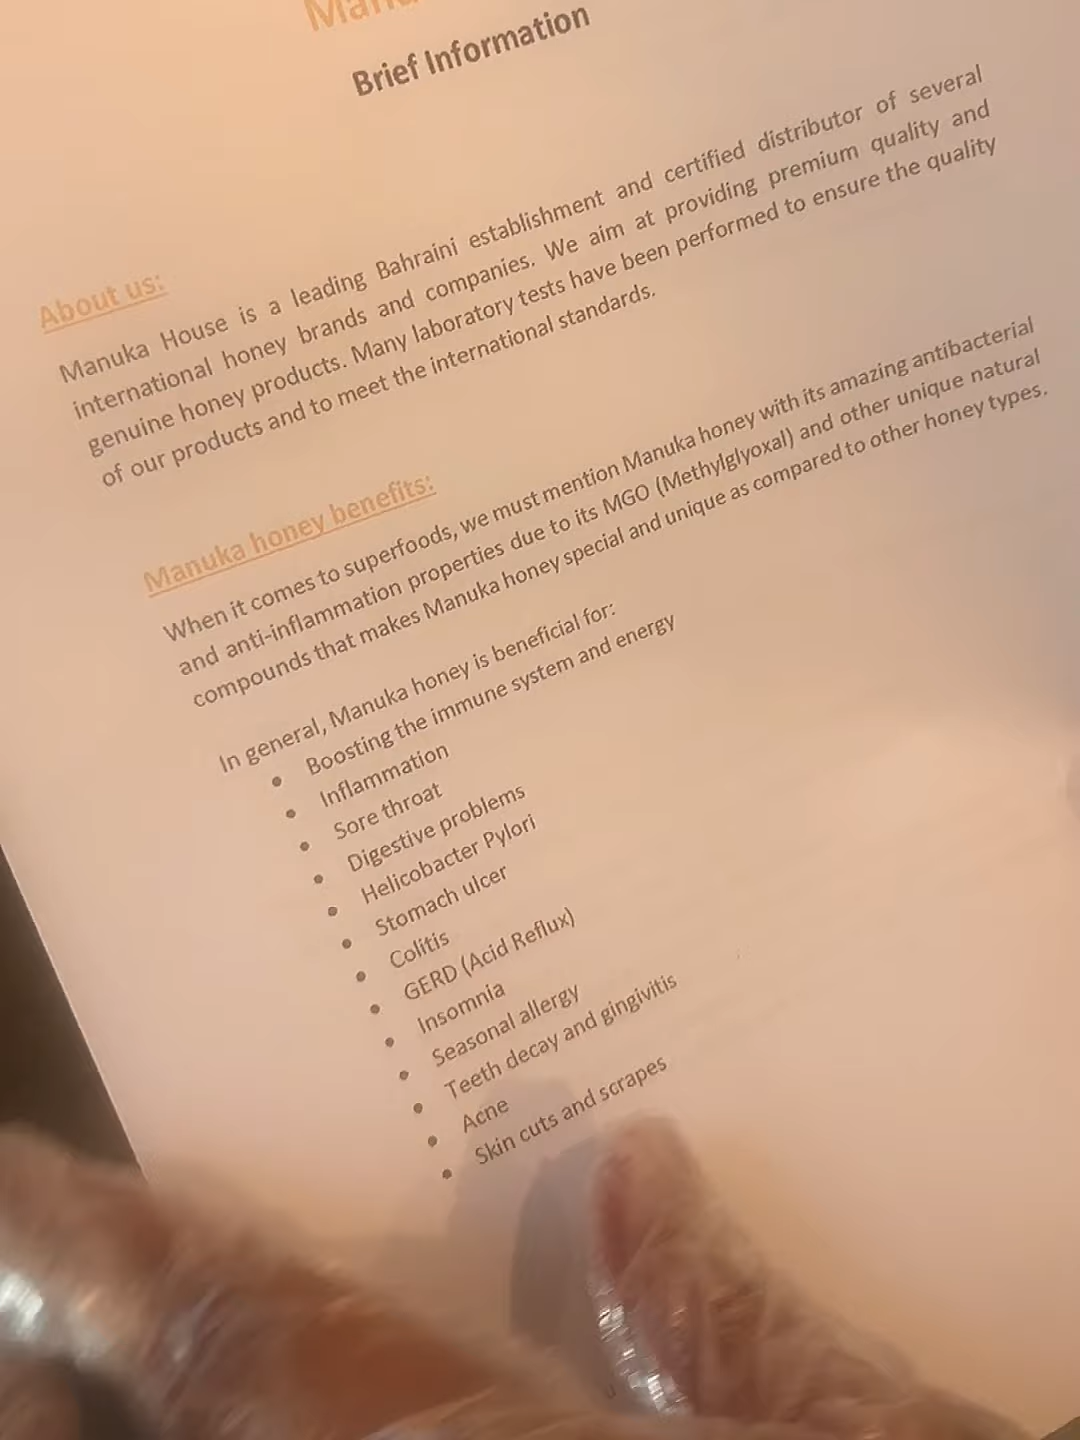 Brief Information
About us:
Manuka House is a leading Bahraini establishment and certified distributor of several
international honey brands and companies. We aim at providing premium quality and
genuine honey products. Many laboratory tests have been performed to ensure the quality
of our products and to meet the international standards.
Manuka honey benefits:
When it comes to superfoods, we must mention Manuka honey with its amazing antibacterial
and anti-inflammation properties due to its MGO (Methylglyoxal) and other unique natural
compounds that makes Manuka honey special and unique as compared to other honey types.
In general, Manuka honey is beneficial for:
• Boosting the immune system and energy
• Inflammation
• Sore throat
• Digestive problems
• Helicobacter Pylori
• Stomach ulcer
• Colitis
• GERD (Acid Reflux)
• Insomnia
• Seasonal allergy
• Teeth decay and gingivitis
• Acne
• Skin cuts and scrapes